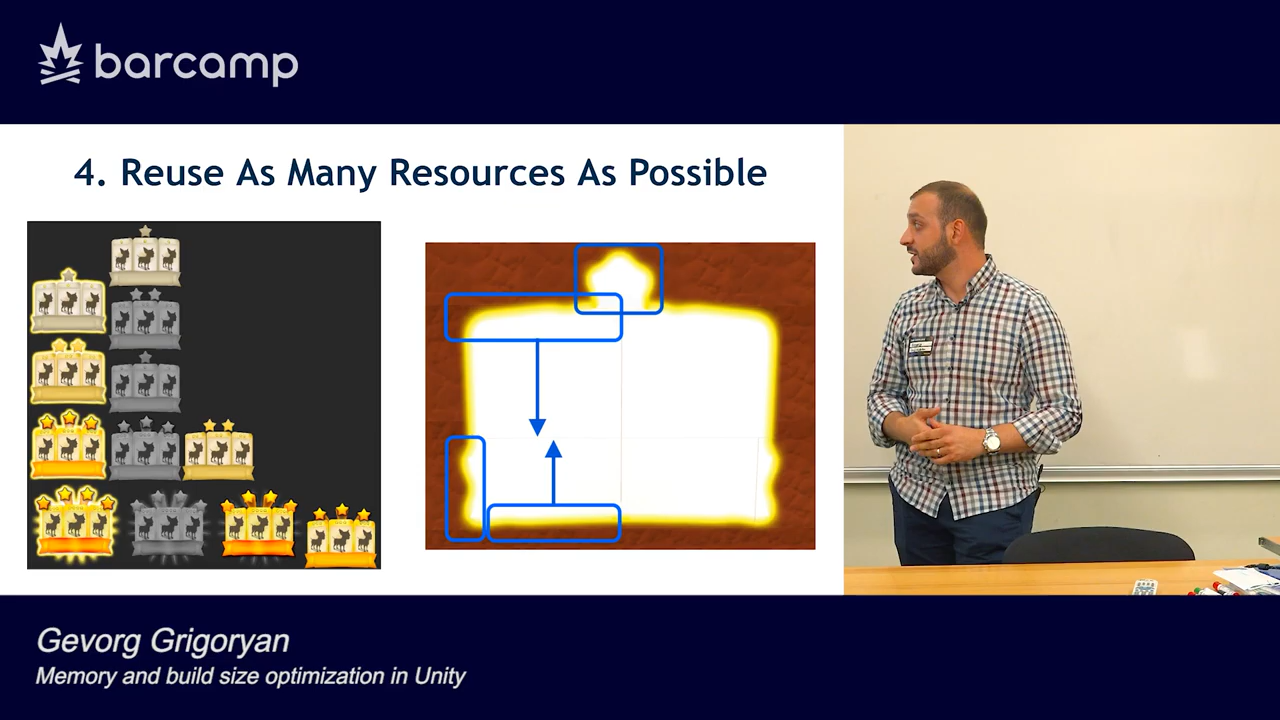 barcamp
4. Reuse As Many Resources As Possible
Gevorg Grigoryan
Memory and build size optimization in Unity